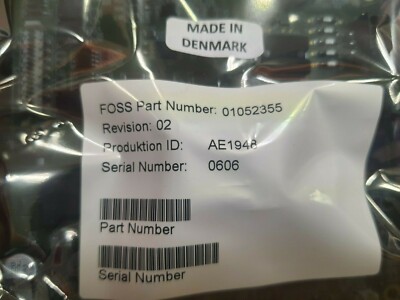 MADE IN
DENMARK
FOSS Part Number: 01052355
Revision: 02
Produktion ID: AE1948
Serial Number: 0606
Part Number
Serial Number